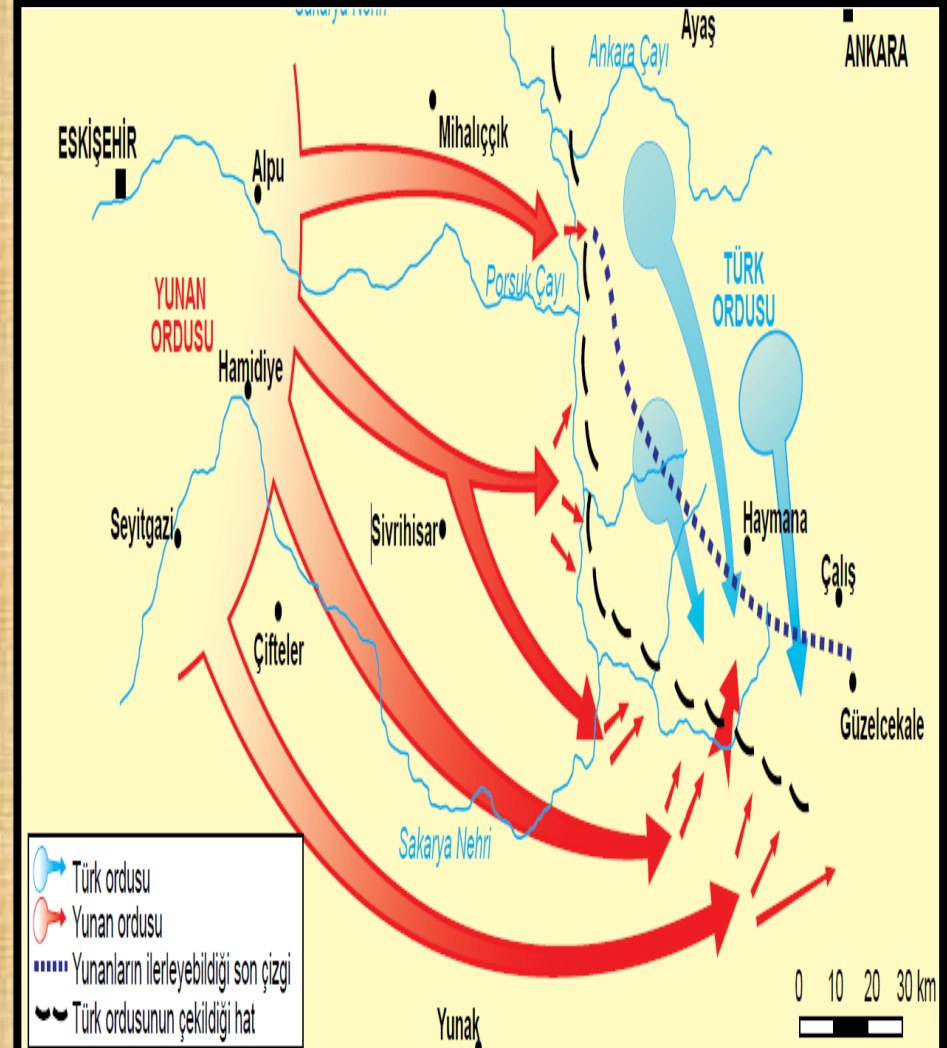 Sakarya Nehri
Ayaş
ANKARA
Ankara Çayı
Mihalıççık
ESKİŞEHİR
Alpu
YUNAN
ORDUSU
Porsuk Çayı
TÜRK
ORDUSU
Hamidiye
Seyitgazi
Sivrihisar
Haymana
Çalış
Çifteler
Güzelcekale
Sakarya Nehri
Türk ordusu
Yunan ordusu
Yunanların ilerleyebildiği son çizgi
Türk ordusunun çekildiği hat
Yunak
0 10 20 30 km